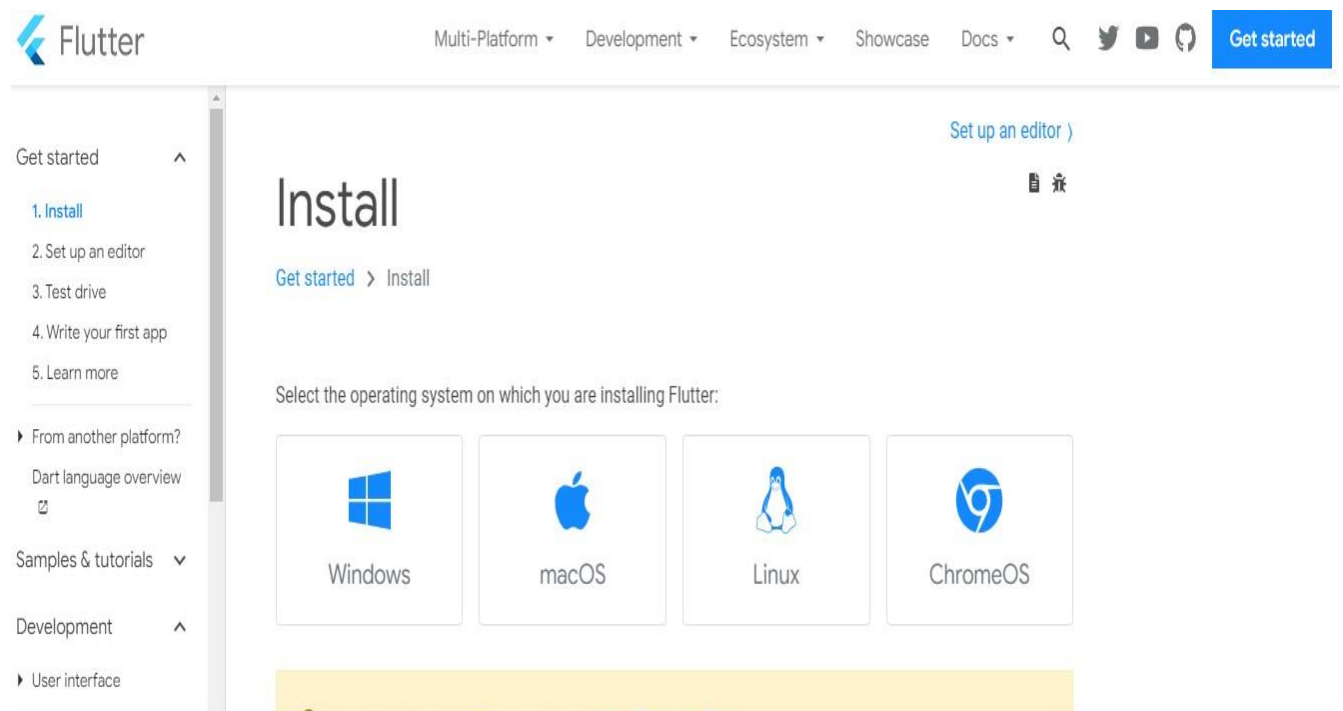 Flutter
Multi-Platform Development Ecosystem Showcase Docs Get started
Get started
1. Install
2. Set up an editor
3. Test drive
4. Write your first app
5. Learn more
From another platform?
Dart language overview
Samples & tutorials
Development
User interface
Set up an editor ⟩
Install
Get started > Install
Select the operating system on which you are installing Flutter:
Windows macOS Linux ChromeOS